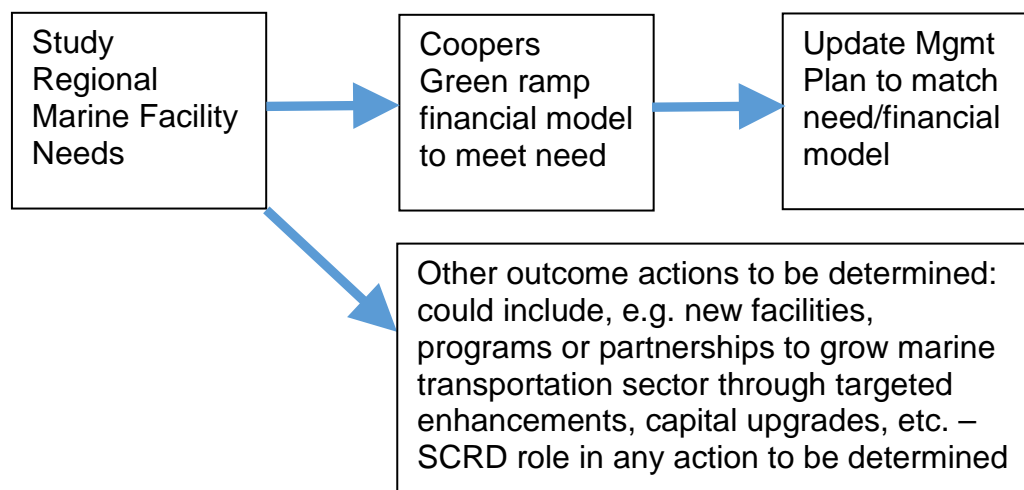 Study
Regional
Marine Facility
Needs
Coopers
Green ramp
financial model
to meet need
Update Mgmt
Plan to match
need/financial
model
Other outcome actions to be determined:
could include, e.g. new facilities,
programs or partnerships to grow marine
transportation sector through targeted
enhancements, capital upgrades, etc. –
SCRD role in any action to be determined